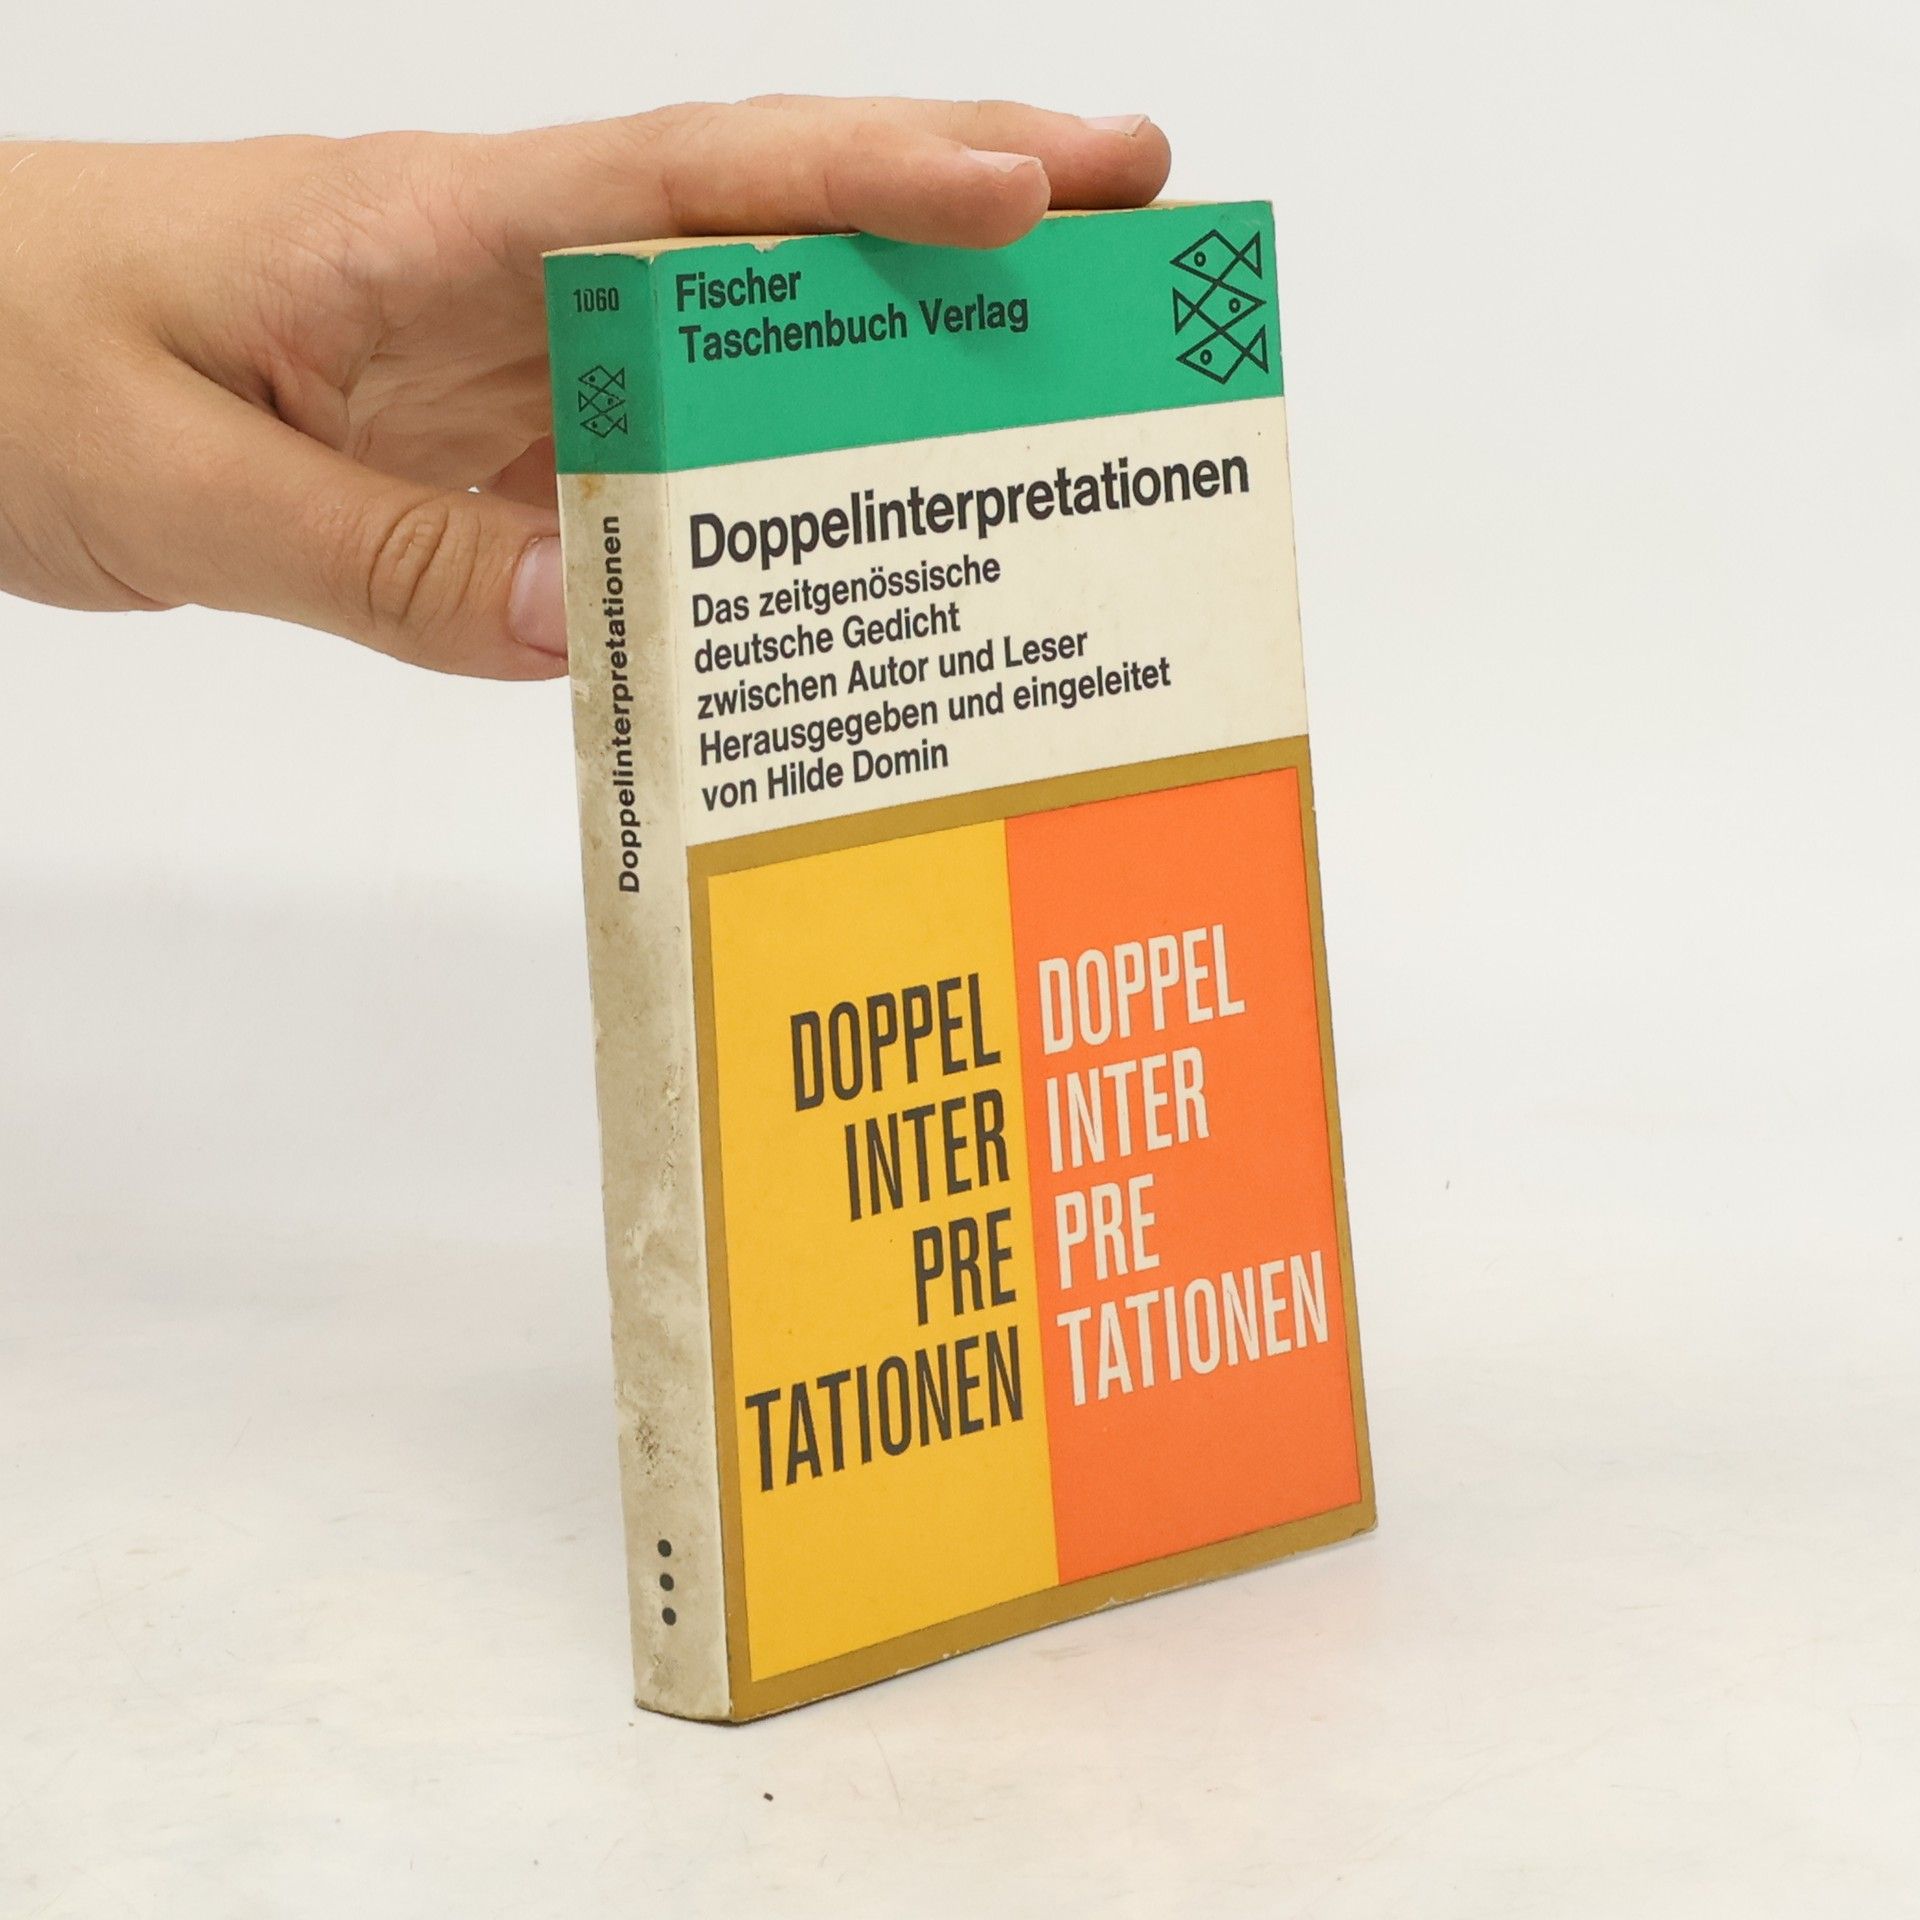 1060
Doppelinterpretationen
Fischer
Taschenbuch Verlag
Doppelinterpretationen
Das zeitgenössische
deutsche Gedicht
zwischen Autor und Leser
Herausgegeben und eingeleitet
von Hilde Domin
DOPPEL
INTER
PRE
TATIONEN
DOPPEL
INTER
PRE
TATIONEN